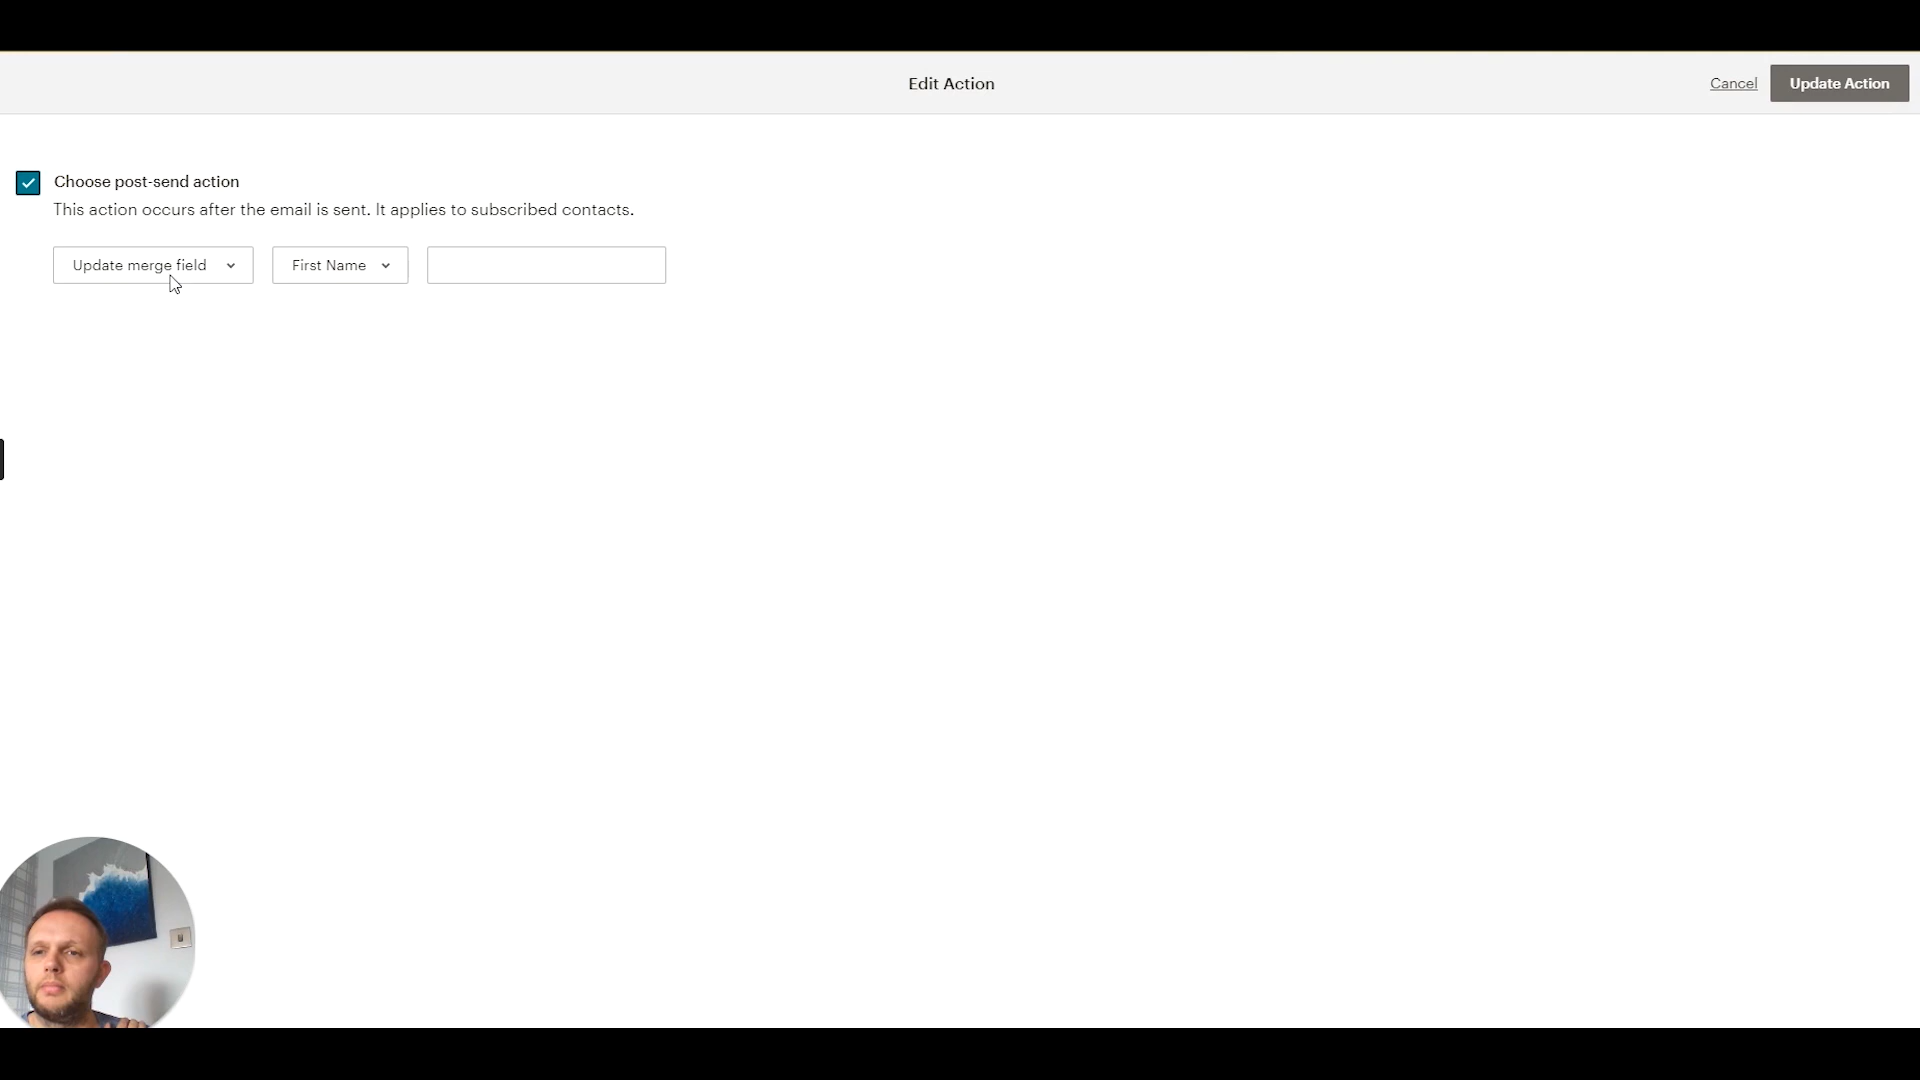 Edit Action
Cancel
Update Action
Choose post-send action
This action occurs after the email is sent. It applies to subscribed contacts.
Update merge field
First Name